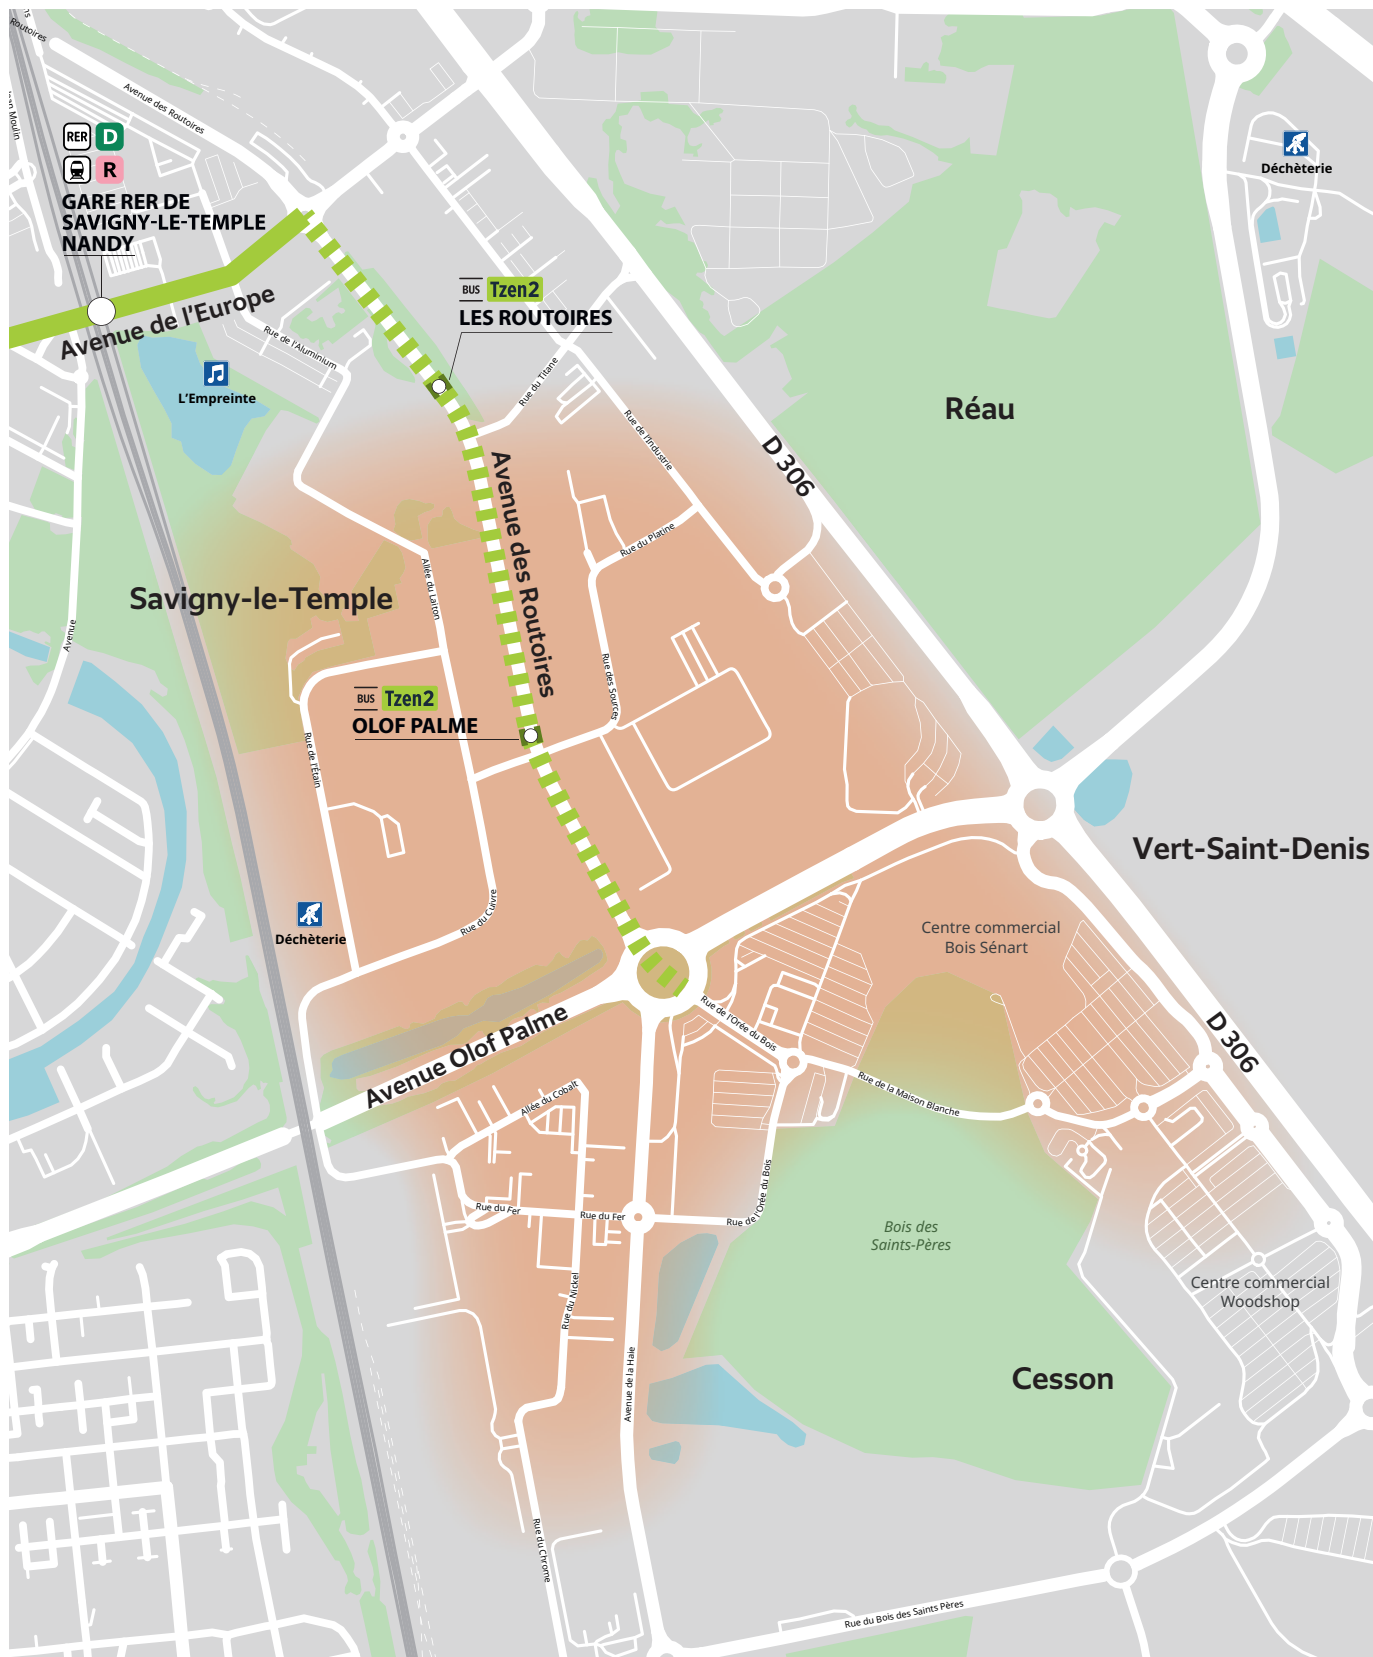 Routoires
Jean Moulin
Avenue des Routoires
RER D
R
GARE RER DE
SAVIGNY-LE-TEMPLE
NANDY
Avenue de l'Europe
Rue de l'Aluminium
L'Empreinte
BUS Tzen2
LES ROUTOIRES
Rue du Titane
Rue de l'Industrie
D 306
Réau
Déchèterie
Avenue des Routoires
Rue du Platine
Allée du Laiton
Savigny-le-Temple
Avenue
Rue des Sources
BUS Tzen2
OLOF PALME
Rue de l'Étain
Vert-Saint-Denis
Rue du Cuivre
Déchèterie
Centre commercial
Bois Sénart
Avenue Olof Palme
Rue de l'Orée du Bois
D 306
Rue de la Maison Blanche
Allée du Cobalt
Rue de l'Orée du Bois
Rue du Fer
Rue du Fer
Bois des
Saints-Pères
Centre commercial
Woodshop
Rue du Nickel
Avenue de la Haie
Cesson
Rue du Chrome
Rue du Bois des Saints Pères